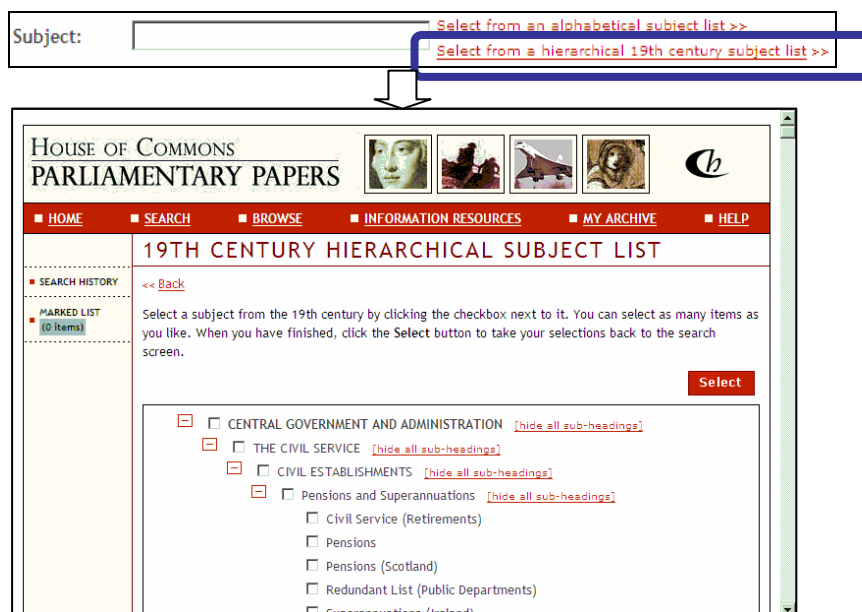 Subject:
Select from an alphabetical subject list >>
Select from a hierarchical 19th century subject list >>
HOUSE OF COMMONS
PARLIAMENTARY PAPERS
HOME SEARCH BROWSE INFORMATION RESOURCES MY ARCHIVE HELP
19TH CENTURY HIERARCHICAL SUBJECT LIST
SEARCH HISTORY
MARKED LIST
(0 items)
<< Back
Select a subject from the 19th century by clicking the checkbox next to it. You can select as many items as
you like. When you have finished, click the Select button to take your selections back to the search
screen.
Select
CENTRAL GOVERNMENT AND ADMINISTRATION [hide all sub-headings]
THE CIVIL SERVICE [hide all sub-headings]
CIVIL ESTABLISHMENTS [hide all sub-headings]
Pensions and Superannuations [hide all sub-headings]
Civil Service (Retirements)
Pensions
Pensions (Scotland)
Redundant List (Public Departments)
Superannuations (Ireland)